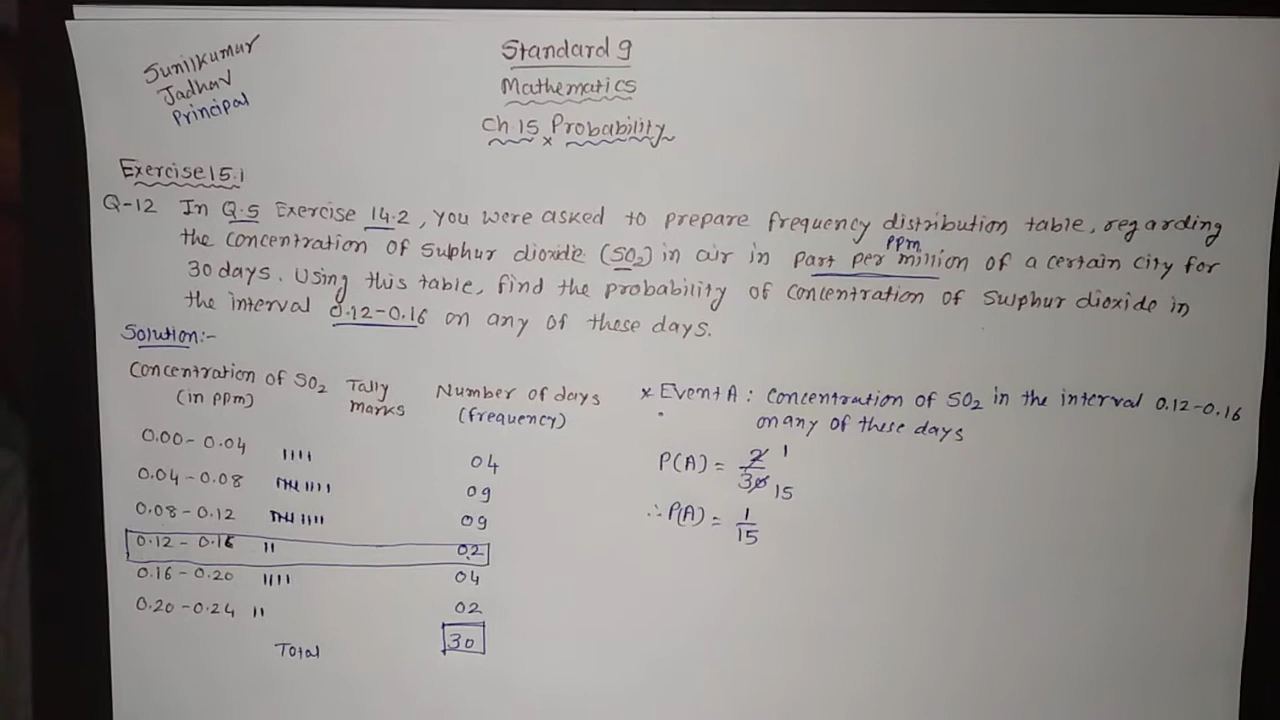 Sunilkumar
Jadhav
Principal
Standard 9
Mathematics
Ch 15 x Probability
Exercise 15.1
Q-12 In Q.5 Exercise 14.2, you were asked to prepare frequency distribution table, regarding
the concentration of Sulphur dioxide (SO2) in air in part per million of a certain city for
PPM
30 days. Using this table, find the probability of concentration of Sulphur dioxide in
the interval 0.12-0.16 on any of these days.
Solution:-
Concentration of SO2 Tally Number of days
(in PPM) marks (frequency)
0.00-0.04 |||| 04
0.04-0.08 𝍸 |||| 09
0.08-0.12 𝍸 |||| 09
0.12-0.16 || 02
0.16-0.20 |||| 04
0.20-0.24 || 02
Total 30
x Event A: Concentration of SO2 in the interval 0.12-0.16
on any of these days
P(A) = 2/30 1 15
∴ P(A) = 1/15